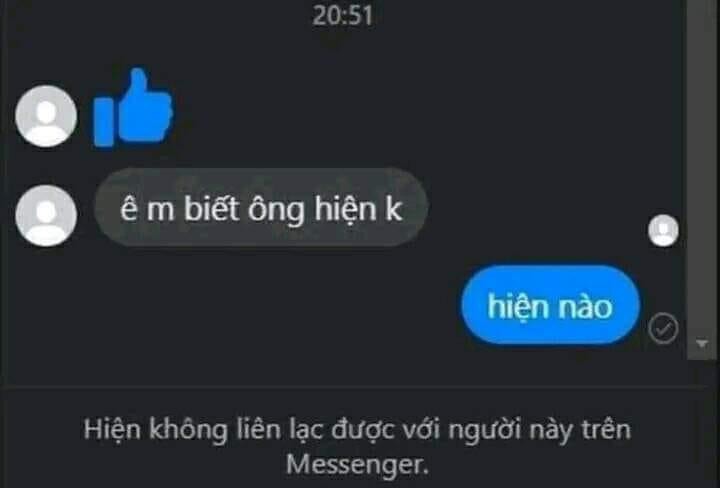 20:51
ê m biết ông hiện k
hiện nào
Hiện không liên lạc được với người này trên
Messenger.